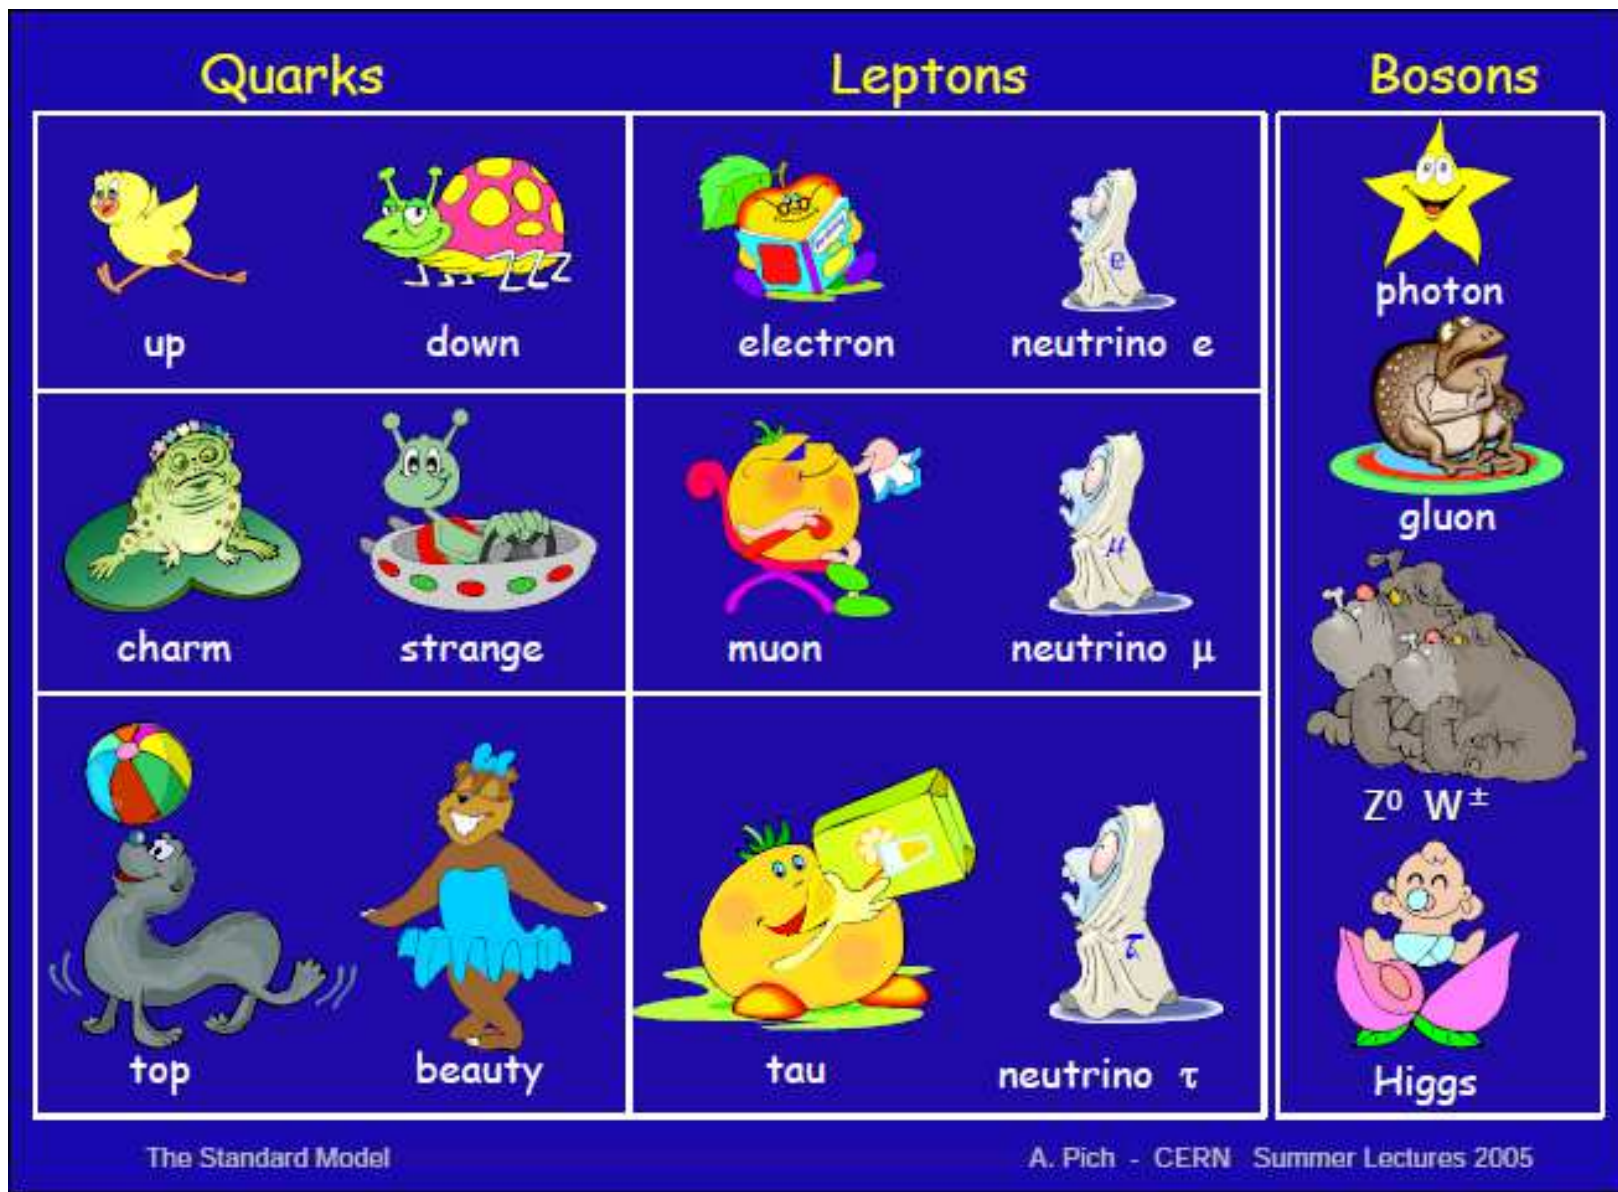 Quarks Leptons Bosons
up down electron neutrino e
photon
gluon
charm strange muon neutrino μ
Z⁰ W±
top beauty tau neutrino τ
Higgs
e
μ
τ
The Standard Model A. Pich - CERN Summer Lectures 2005